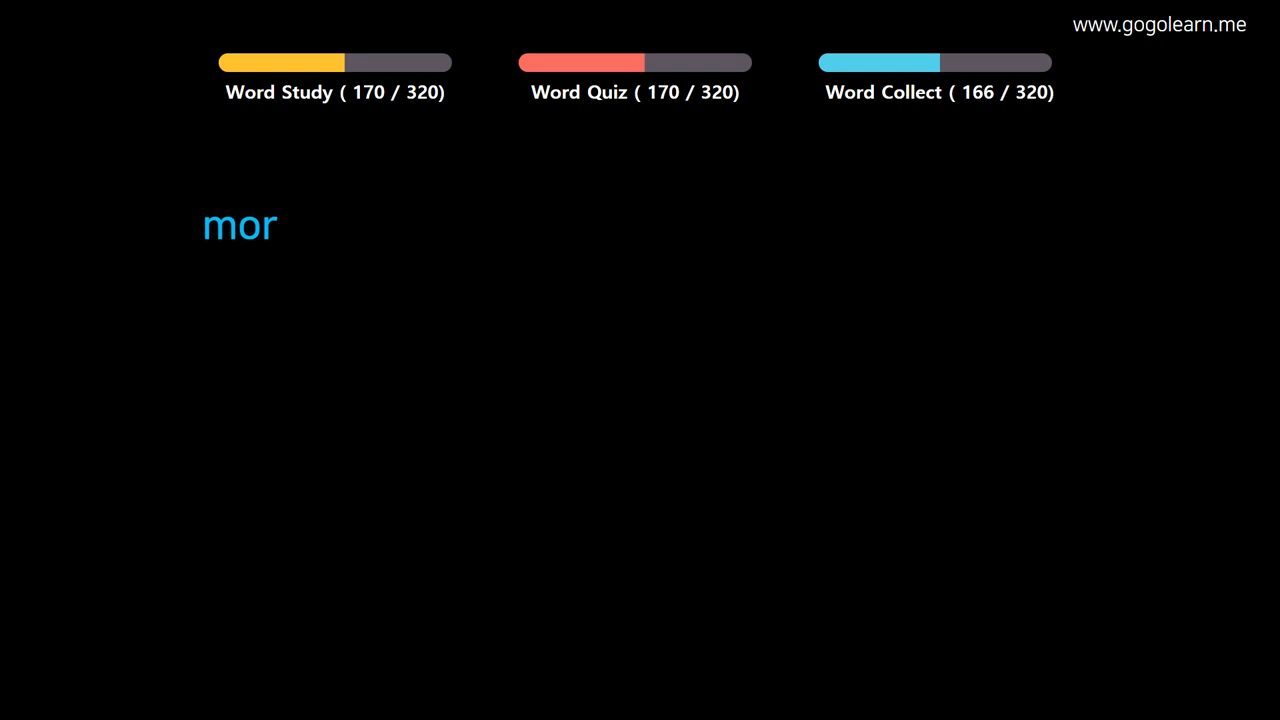 www.gogolearn.me
Word Study ( 170 / 320)
Word Quiz ( 170 / 320)
Word Collect ( 166 / 320)
mor